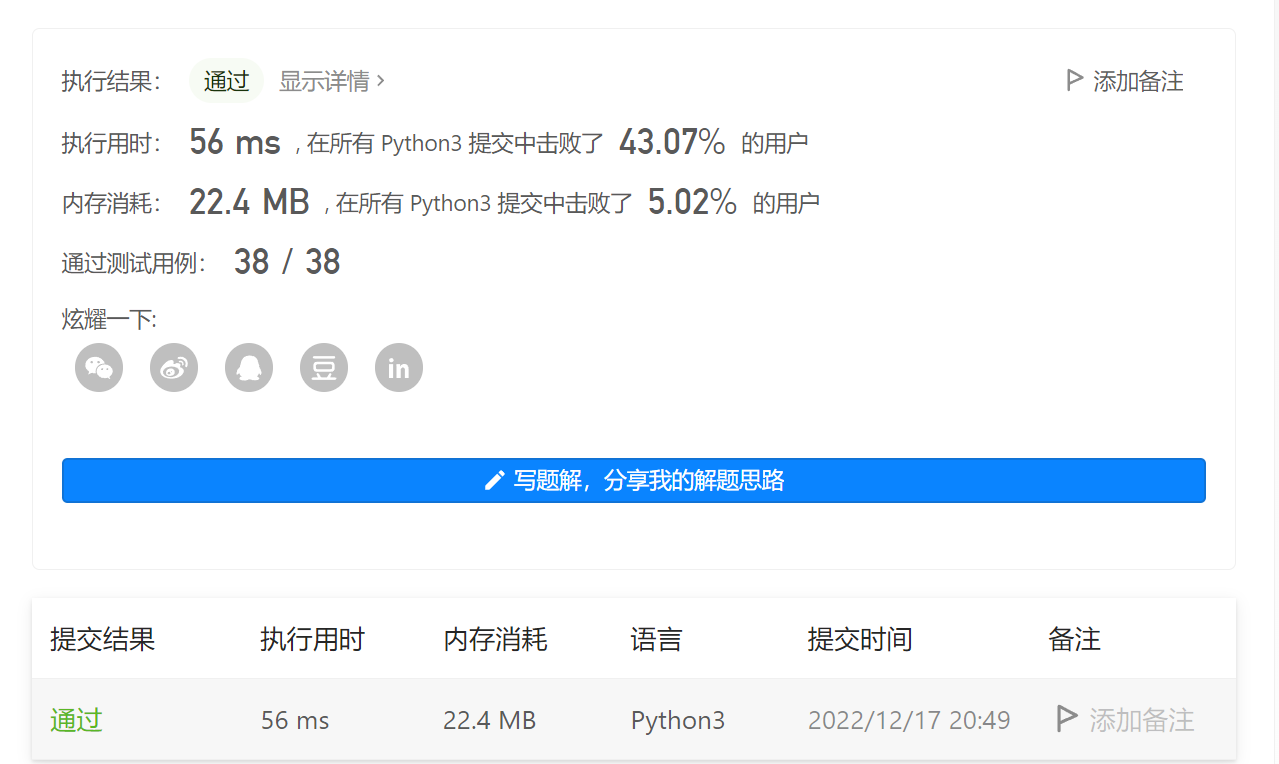 执行结果： 通过 显示详情 > 添加备注
执行用时： 56 ms , 在所有 Python3 提交中击败了 43.07% 的用户
内存消耗： 22.4 MB , 在所有 Python3 提交中击败了 5.02% 的用户
通过测试用例： 38 / 38
炫耀一下:
豆 in
写题解，分享我的解题思路
提交结果 执行用时 内存消耗 语言 提交时间 备注
通过 56 ms 22.4 MB Python3 2022/12/17 20:49 添加备注